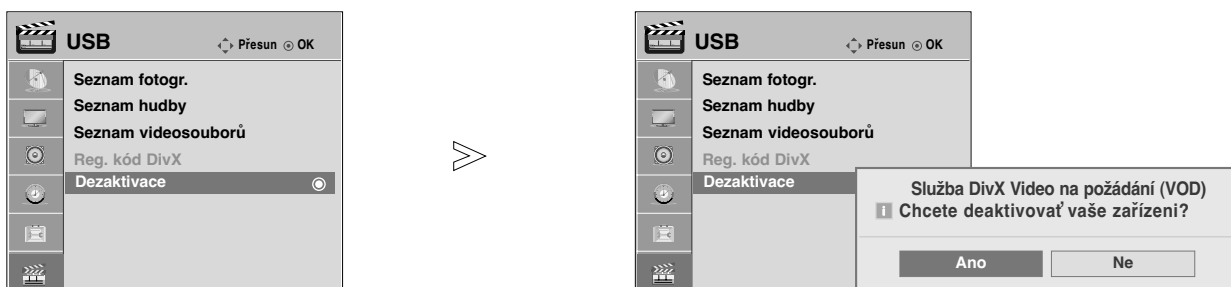 USB Přesun OK
Seznam fotogr.
Seznam hudby
Seznam videosouborů
Reg. kód DivX
Dezaktivace
USB Přesun OK
Seznam fotogr.
Seznam hudby
Seznam videosouborů
Reg. kód DivX
Dezaktivace
Služba DivX Video na požádání (VOD)
Chcete deaktivovať vaše zařízeni?
Ano Ne